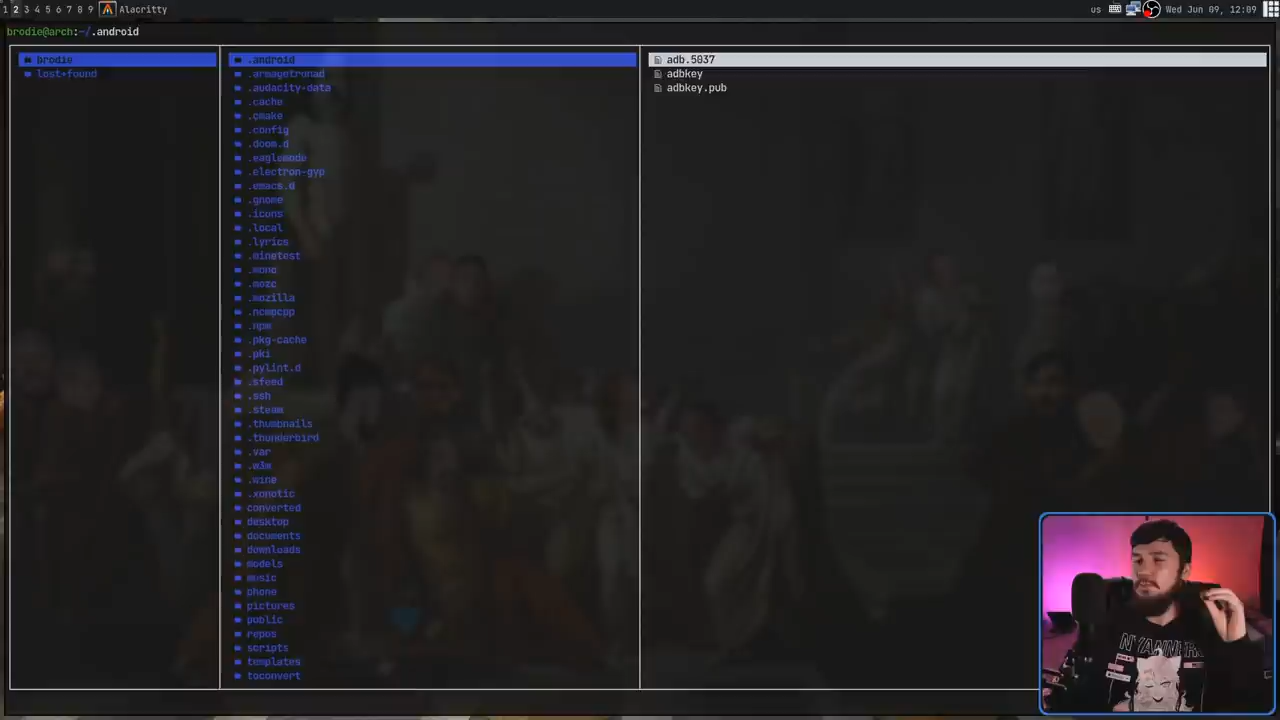 1 2 3 4 5 6 7 8 9 Alacritty
us Wed Jun 09, 12:09
brodie@arch:~/.android
brodie
lost+found
.android
.armagetronad
.audacity-data
.cache
.cmake
.config
.doom.d
.eaglemode
.electron-gyp
.emacs.d
.gnome
.icons
.local
.lyrics
.minetest
.mono
.mozc
.mozilla
.ncmpcpp
.npm
.pkg-cache
.pki
.pylint.d
.sfeed
.ssh
.steam
.thumbnails
.thunderbird
.var
.w3m
.wine
.xonotic
converted
desktop
documents
downloads
models
music
phone
pictures
public
repos
scripts
templates
toconvert
adb.5037
adbkey
adbkey.pub